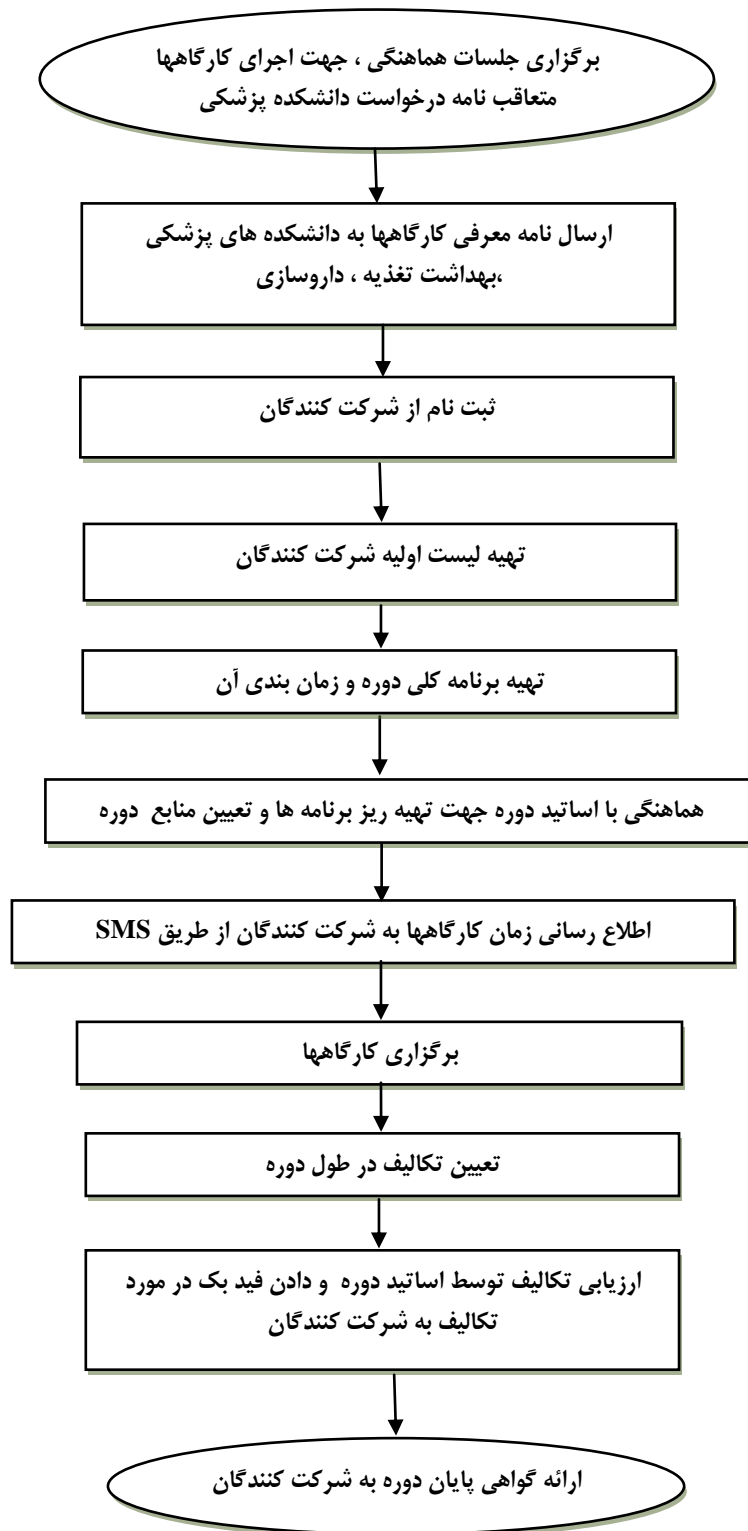 برگزاری جلسات هماهنگی ، جهت اجرای کارگاهها
متعاقب نامه درخواست دانشکده پزشکی
ارسال نامه معرفی کارگاهها به دانشکده های پزشکی
،بهداشت تغذیه ، داروسازی
ثبت نام از شرکت کنندگان
تهیه لیست اولیه شرکت کنندگان
تهیه برنامه کلی دوره و زمان بندی آن
هماهنگی با اساتید دوره جهت تهیه ریز برنامه ها و تعیین منابع دوره
اطلاع رسانی زمان کارگاهها به شرکت کنندگان از طریق SMS
برگزاری کارگاهها
تعیین تکالیف در طول دوره
ارزیابی تکالیف توسط اساتید دوره و دادن فید بک در مورد
تکالیف به شرکت کنندگان
ارائه گواهی پایان دوره به شرکت کنندگان